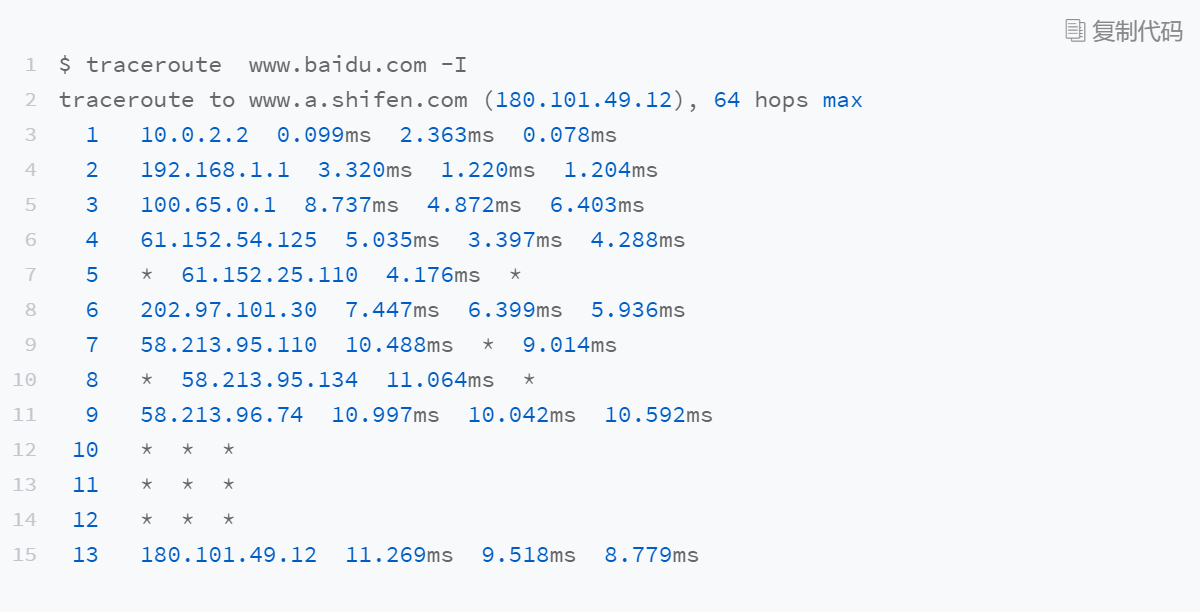 复制代码
1 $ traceroute  www.baidu.com -I
2 traceroute to www.a.shifen.com (180.101.49.12), 64 hops max
3   1   10.0.2.2  0.099ms  2.363ms  0.078ms
4   2   192.168.1.1  3.320ms  1.220ms  1.204ms
5   3   100.65.0.1  8.737ms  4.872ms  6.403ms
6   4   61.152.54.125  5.035ms  3.397ms  4.288ms
7   5   *  61.152.25.110  4.176ms  *
8   6   202.97.101.30  7.447ms  6.399ms  5.936ms
9   7   58.213.95.110  10.488ms  *  9.014ms
10   8   *  58.213.95.134  11.064ms  *
11   9   58.213.96.74  10.997ms  10.042ms  10.592ms
12  10   *  *  *
13  11   *  *  *
14  12   *  *  *
15  13   180.101.49.12  11.269ms  9.518ms  8.779ms